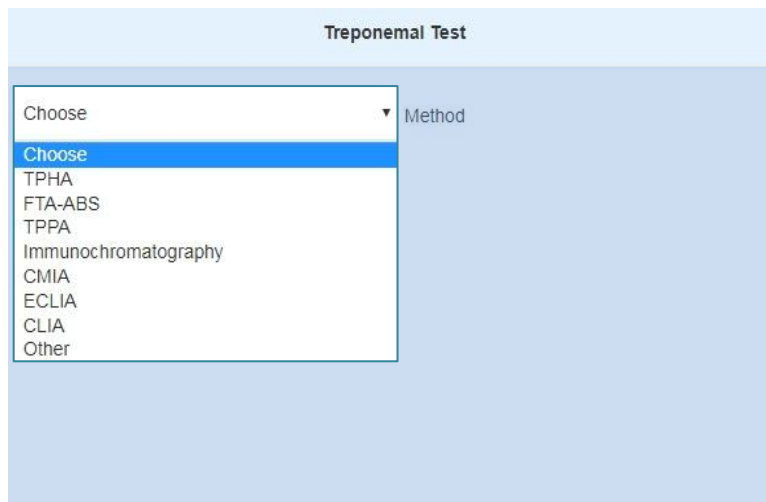 Treponemal Test
Choose Method
Choose
TPHA
FTA-ABS
TPPA
Immunochromatography
CMIA
ECLIA
CLIA
Other